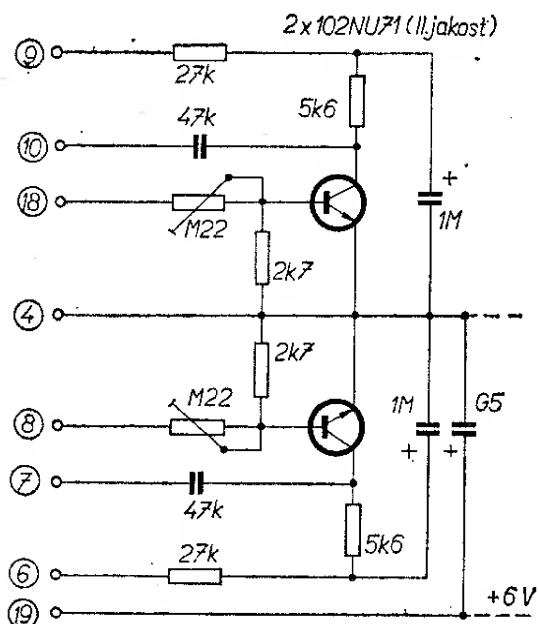 2x102NU71 (II.jakost)
9
27k
5k6
47k
10
18
M22
+
1M
2k7
4
2k7
M22
8
1M
G5
+
+
7
47k
5k6
6
27k
+6V
19